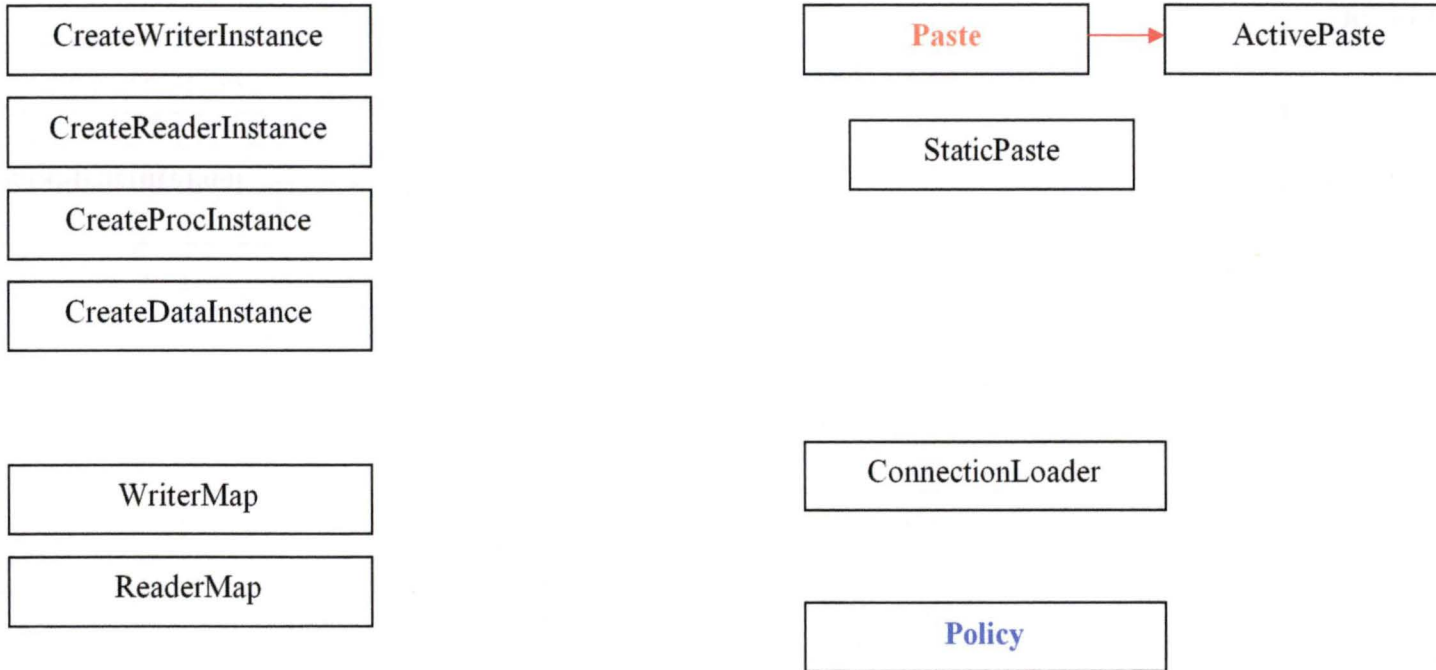 CreateWriterInstance
CreateReaderInstance
CreateProcInstance
CreateDataInstance
WriterMap
ReaderMap
Paste
ActivePaste
StaticPaste
ConnectionLoader
Policy